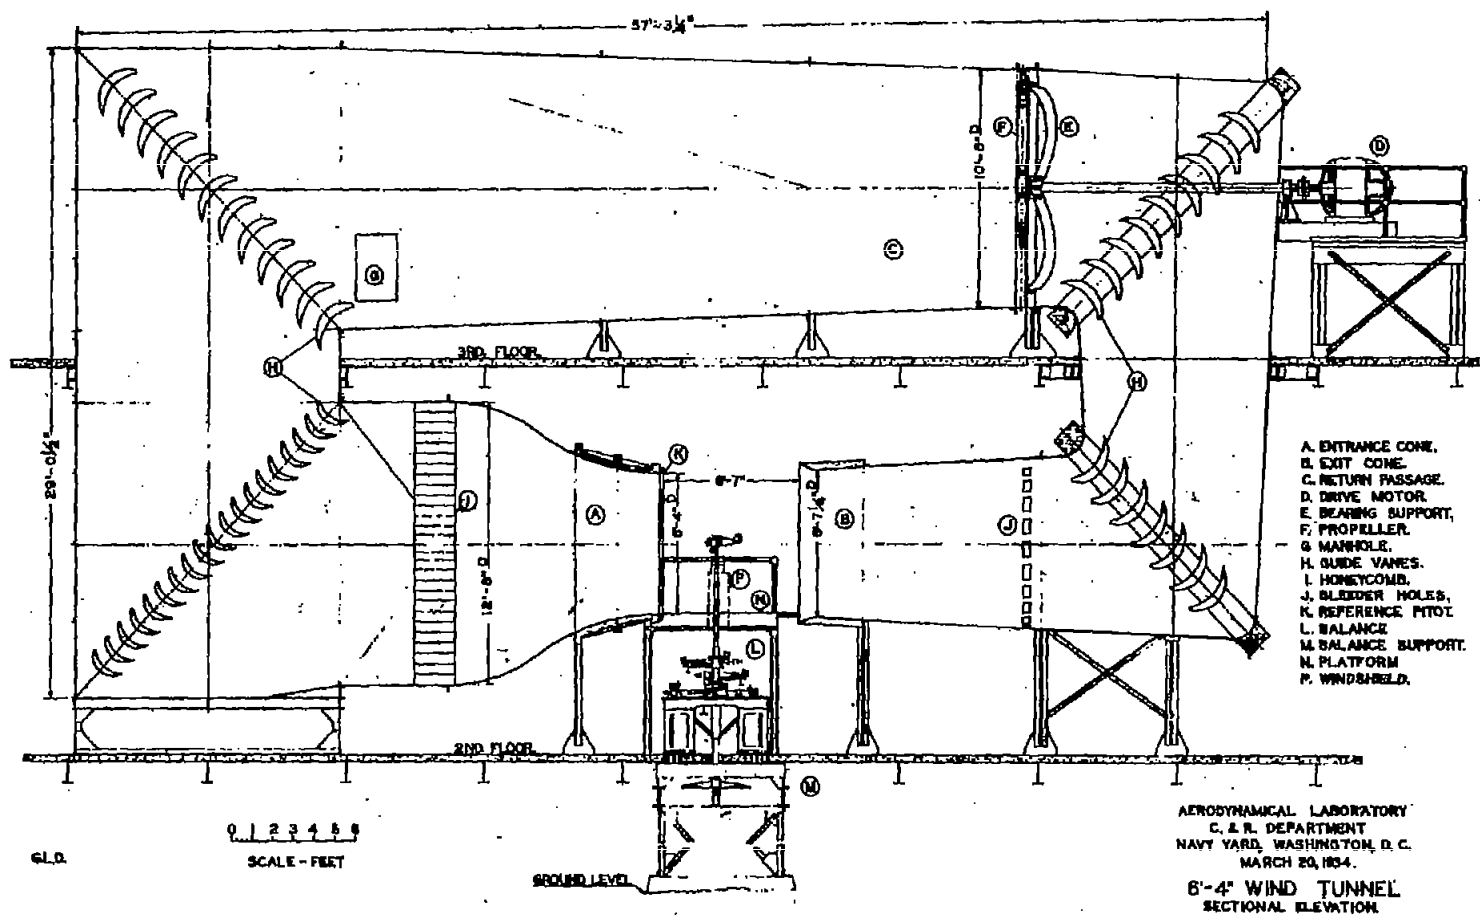 57'-3¼"
10'-8" D
F
E
D
C
G
3RD. FLOOR.
H
H
29'-0½"
K
6'-7"
A. ENTRANCE CONE.
B. EXIT CONE.
C. RETURN PASSAGE.
D. DRIVE MOTOR
E. BEARING SUPPORT.
F. PROPELLER.
G MANHOLE.
H. GUIDE VANES.
I. HONEYCOMB.
J. BLEEDER HOLES.
K. REFERENCE PITOT.
L. BALANCE
M. BALANCE SUPPORT.
N. PLATFORM
P. WINDSHIELD.
A
6'-4" D
6'-7¼" D
B
J
12'-8" D
P
N
L
2ND. FLOOR.
M
0 1 2 3 4 5 6
SCALE - FEET
G.L.D.
GROUND LEVEL
AERODYNAMICAL LABORATORY
C. & R. DEPARTMENT
NAVY YARD, WASHINGTON, D. C.
MARCH 20, 1934.
6'-4" WIND TUNNEL
SECTIONAL ELEVATION.